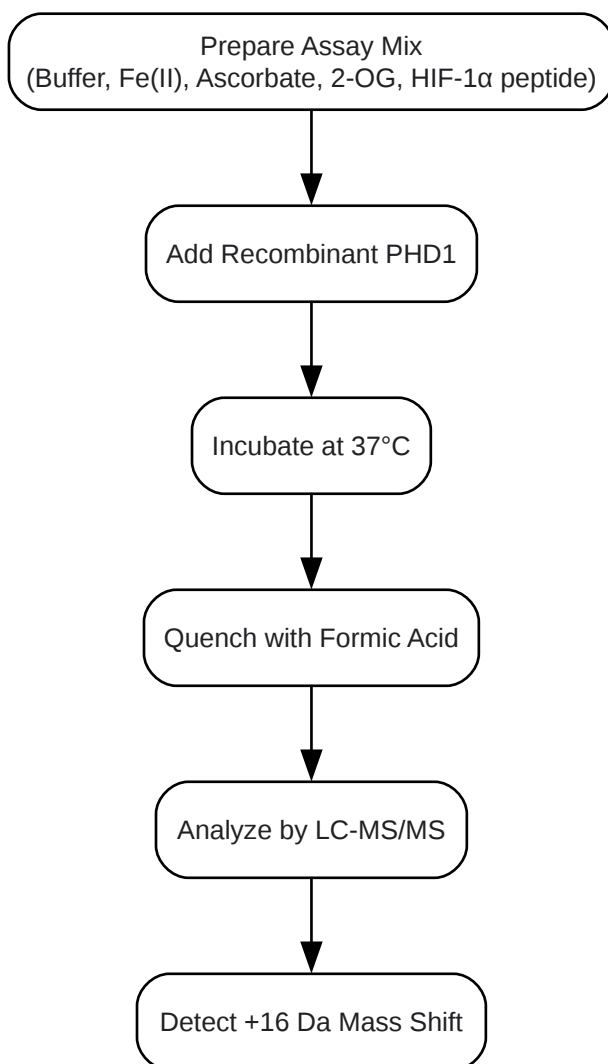 Prepare Assay Mix
(Buffer, Fe(II), Ascorbate, 2-OG, HIF-1α peptide)
Add Recombinant PHD1
Incubate at 37°C
Quench with Formic Acid
Analyze by LC-MS/MS
Detect +16 Da Mass Shift